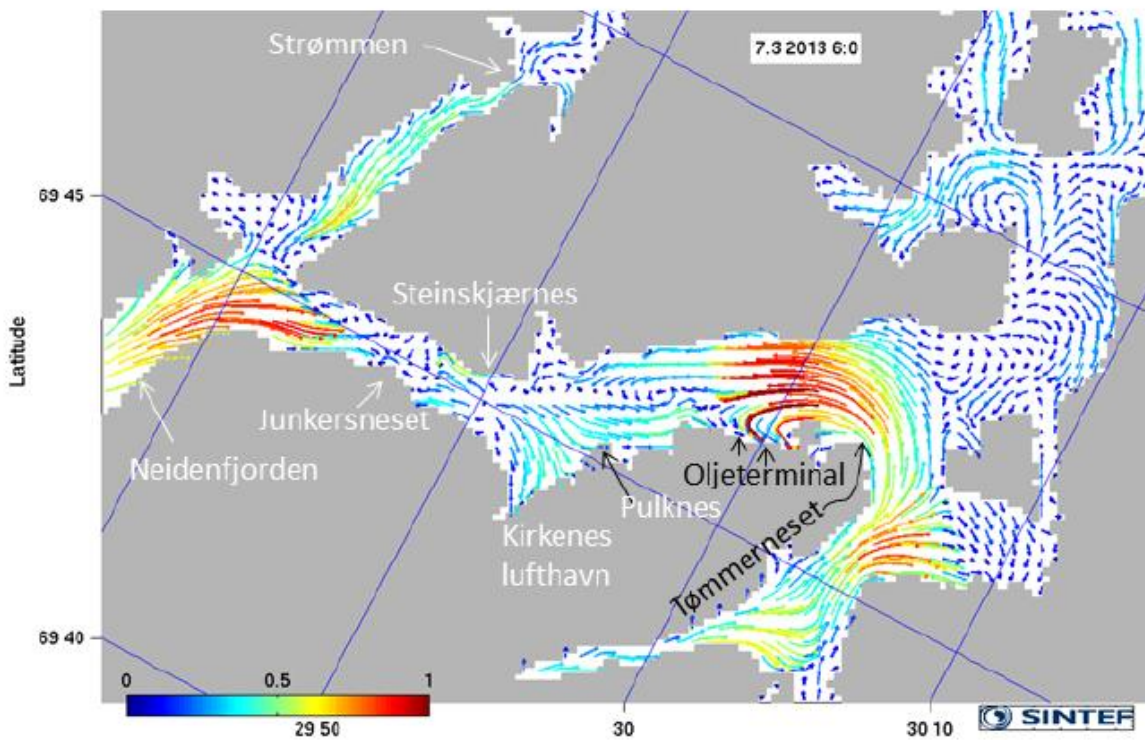 Strømmen
7.3 2013 6:0
69 45
Steinskjærnes
Latitude
Junkersneset
Neidenfjorden
Oljeterminal
Pulknes
Kirkenes
lufthavn
Tømmerneset
69 40
0 0.5 1
29 50 30 30 10
SINTEF